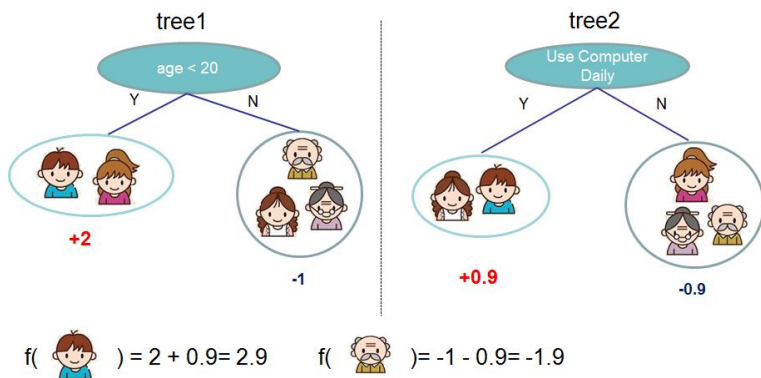 tree1
tree2
age < 20
Use Computer
Daily
Y
N
Y
N
+2
-1
+0.9
-0.9
f( ) = 2 + 0.9= 2.9
f( )= -1 - 0.9= -1.9